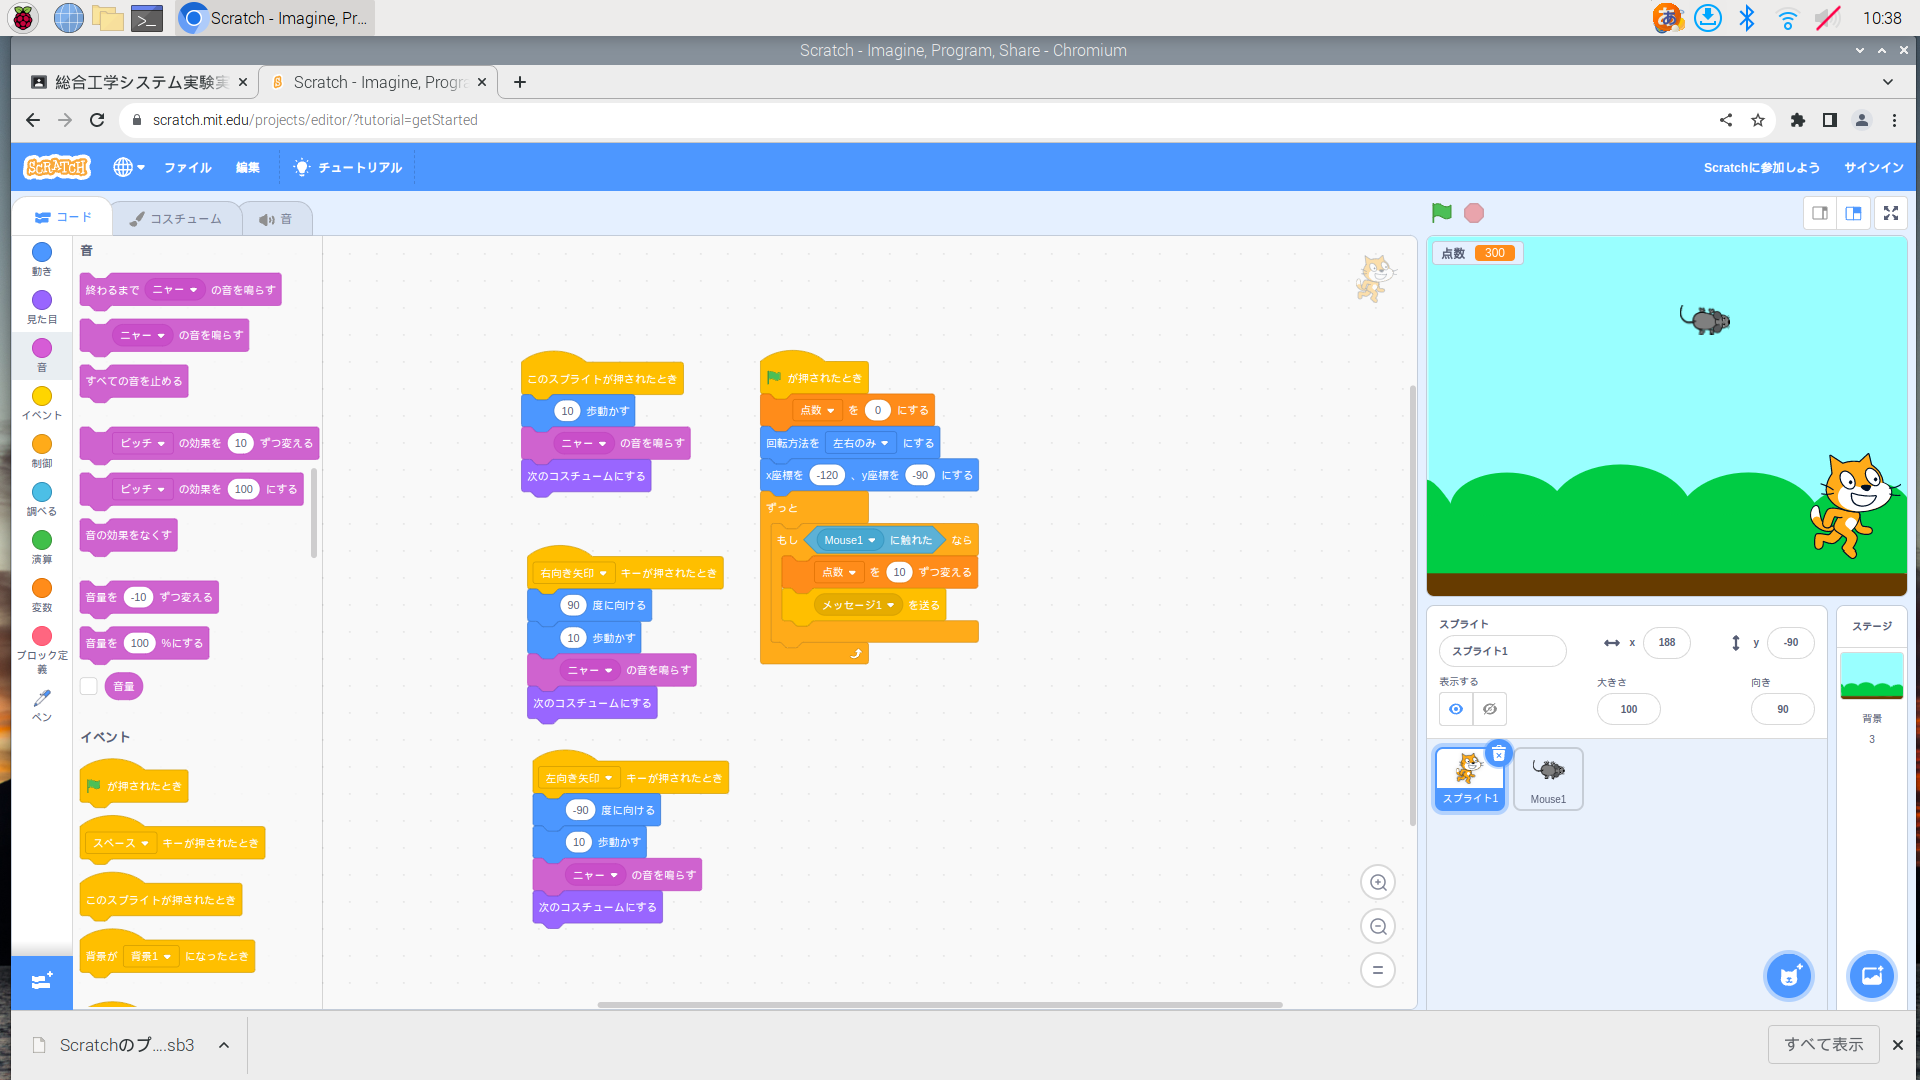 Scratch - Imagine, Pr...
10:38
Scratch - Imagine, Program, Share - Chromium
総合工学システム実験実
Scratch - Imagine, Progra
scratch.mit.edu/projects/editor/?tutorial=getStarted
SCRATCH
ファイル
編集
チュートリアル
Scratchに参加しよう
サインイン
コード
コスチューム
音
動き
見た目
音
イベント
制御
調べる
演算
変数
ブロック定
義
ペン
音
終わるまで ニャー の音を鳴らす
ニャー の音を鳴らす
すべての音を止める
ピッチ の効果を 10 ずつ変える
ピッチ の効果を 100 にする
音の効果をなくす
音量を -10 ずつ変える
音量を 100 %にする
音量
イベント
が押されたとき
スペース キーが押されたとき
このスプライトが押されたとき
背景が 背景1 になったとき
このスプライトが押されたとき
10 歩動かす
ニャー の音を鳴らす
次のコスチュームにする
右向き矢印 キーが押されたとき
90 度に向ける
10 歩動かす
ニャー の音を鳴らす
次のコスチュームにする
左向き矢印 キーが押されたとき
-90 度に向ける
10 歩動かす
ニャー の音を鳴らす
次のコスチュームにする
が押されたとき
点数 を 0 にする
回転方法を 左右のみ にする
x座標を -120 、y座標を -90 にする
ずっと
もし Mouse1 に触れた なら
点数 を 10 ずつ変える
メッセージ1 を送る
点数 300
スプライト
スプライト1
x 188
y -90
表示する
大きさ
100
向き
90
スプライト1
Mouse1
ステージ
背景
3
Scratchのプ....sb3
すべて表示